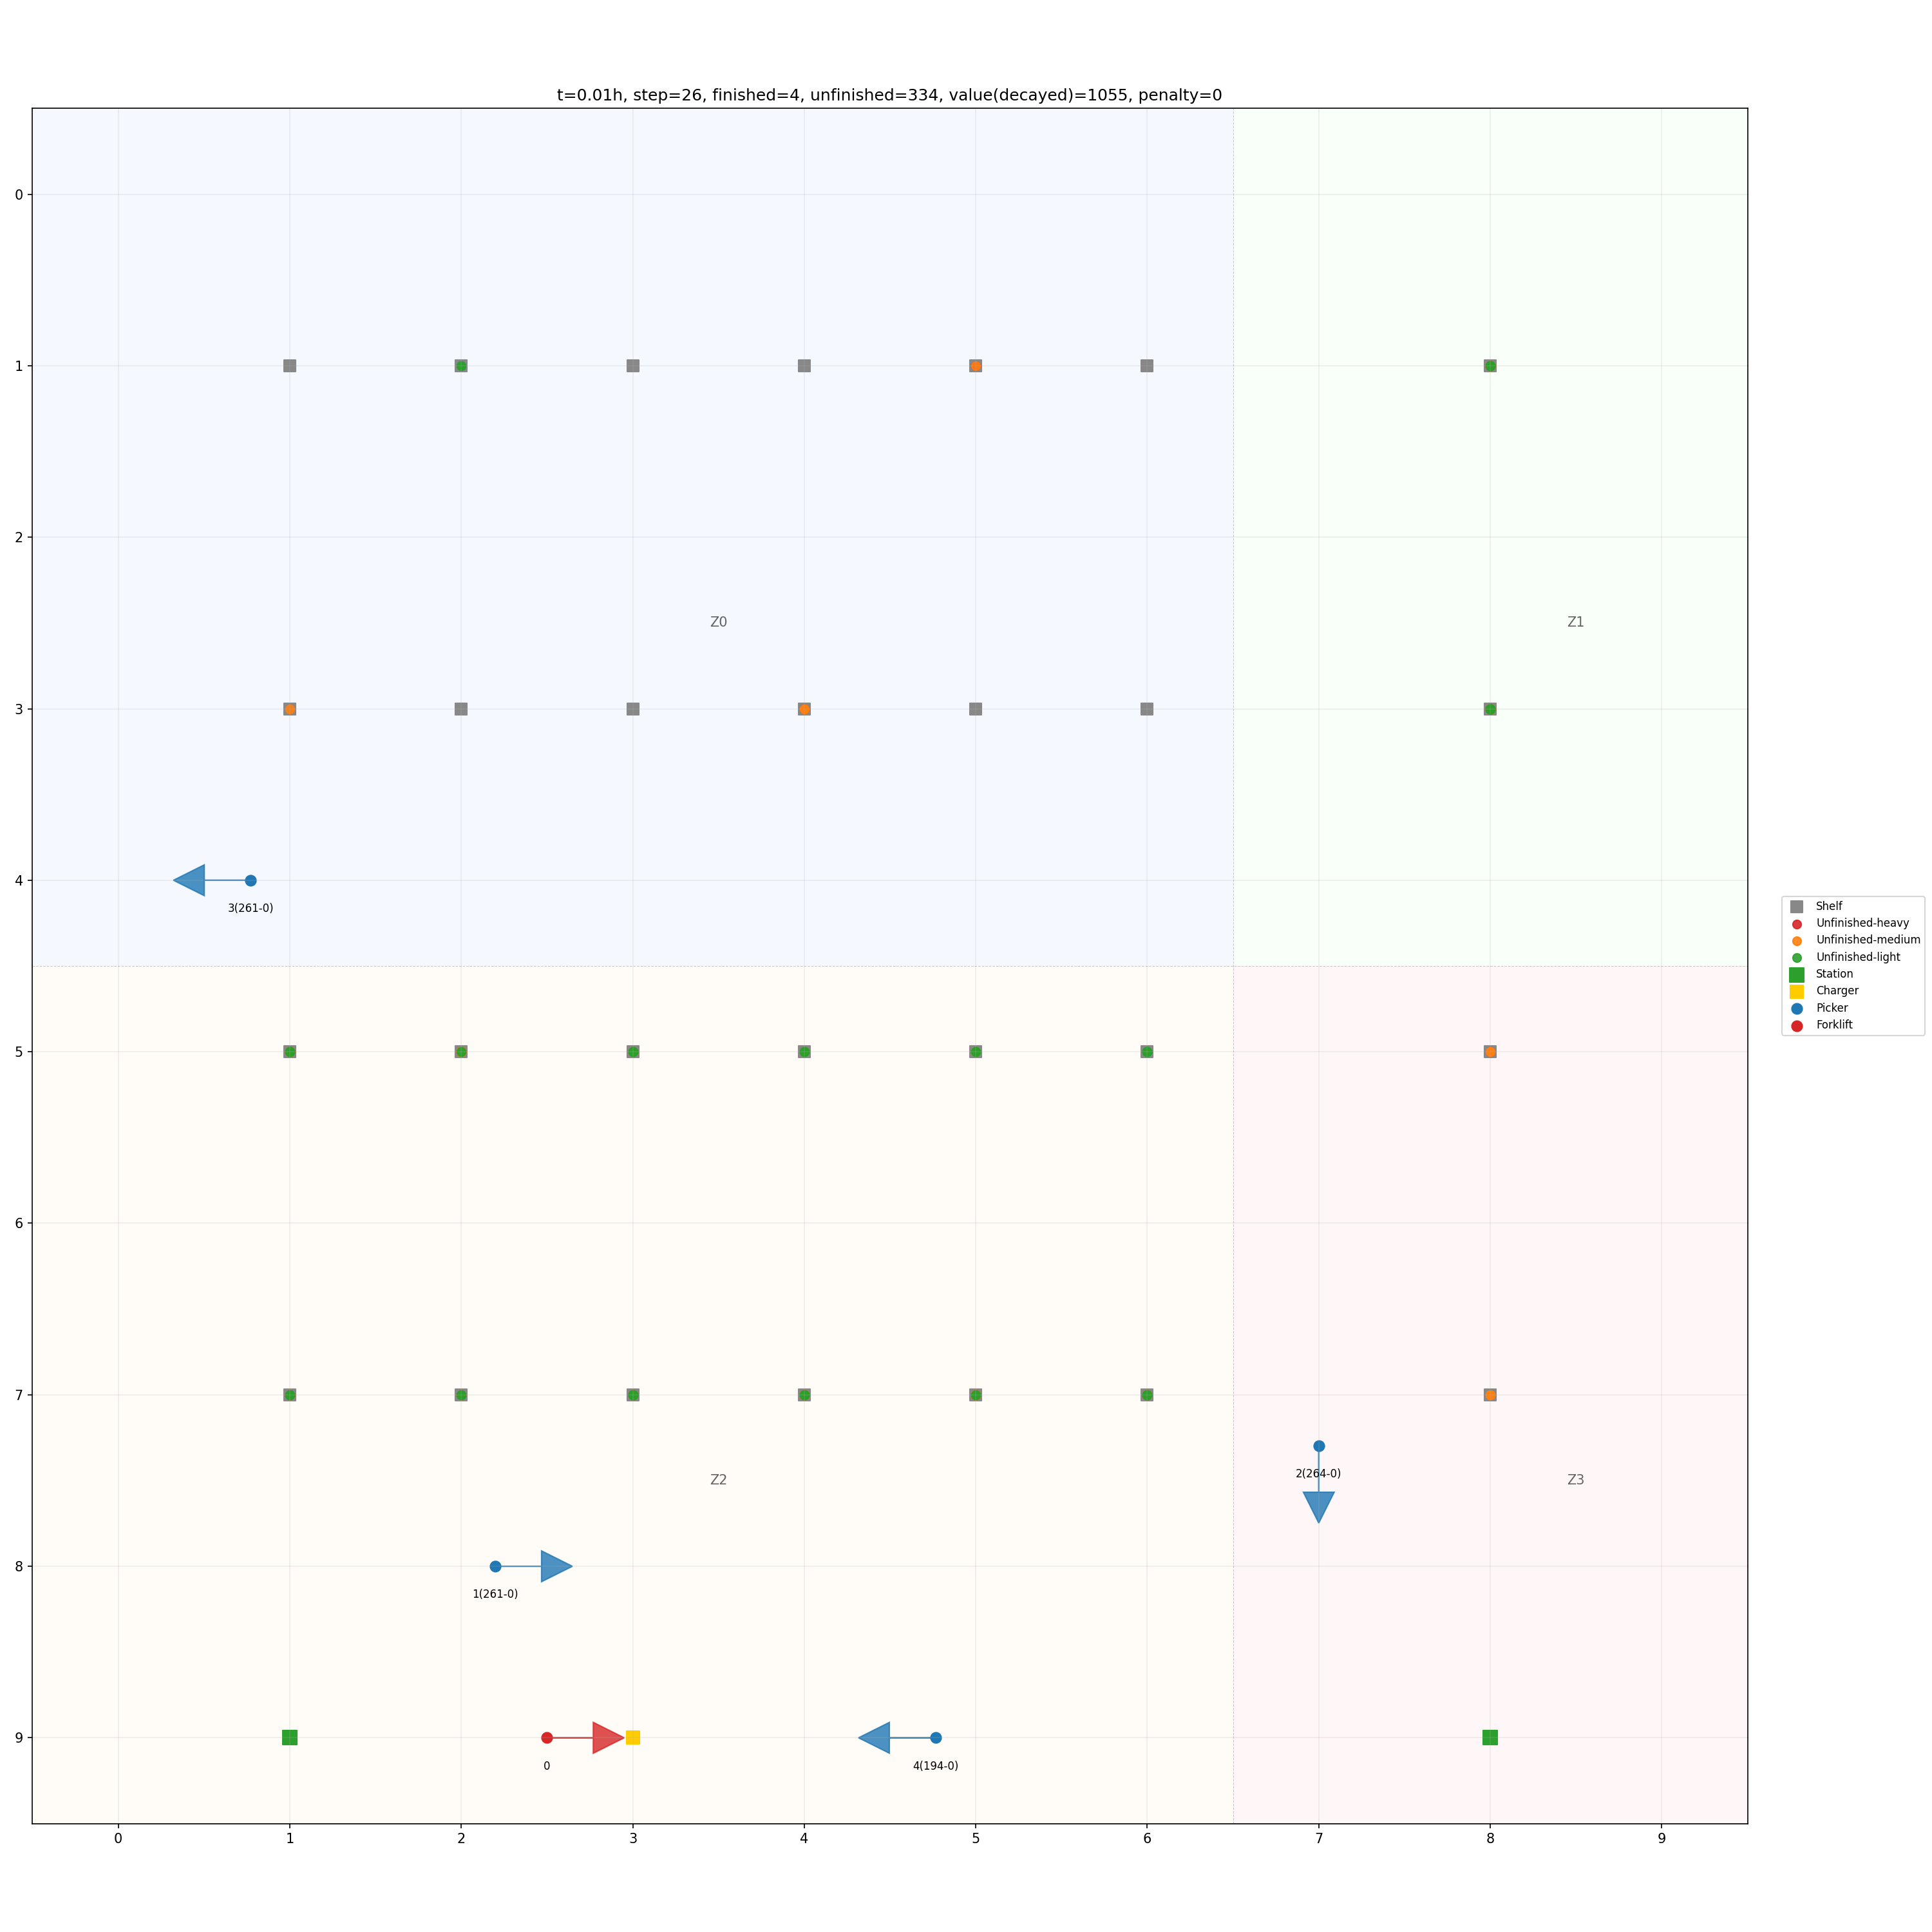 t=0.01h, step=26, finished=4, unfinished=334, value(decayed)=1055, penalty=0
0
1
2
Z0
Z1
3
4
3(261-0)
Shelf
Unfinished-heavy
Unfinished-medium
Unfinished-light
Station
Charger
Picker
Forklift
5
6
7
2(264-0)
Z2
Z3
8
1(261-0)
9
0
4(194-0)
0 1 2 3 4 5 6 7 8 9